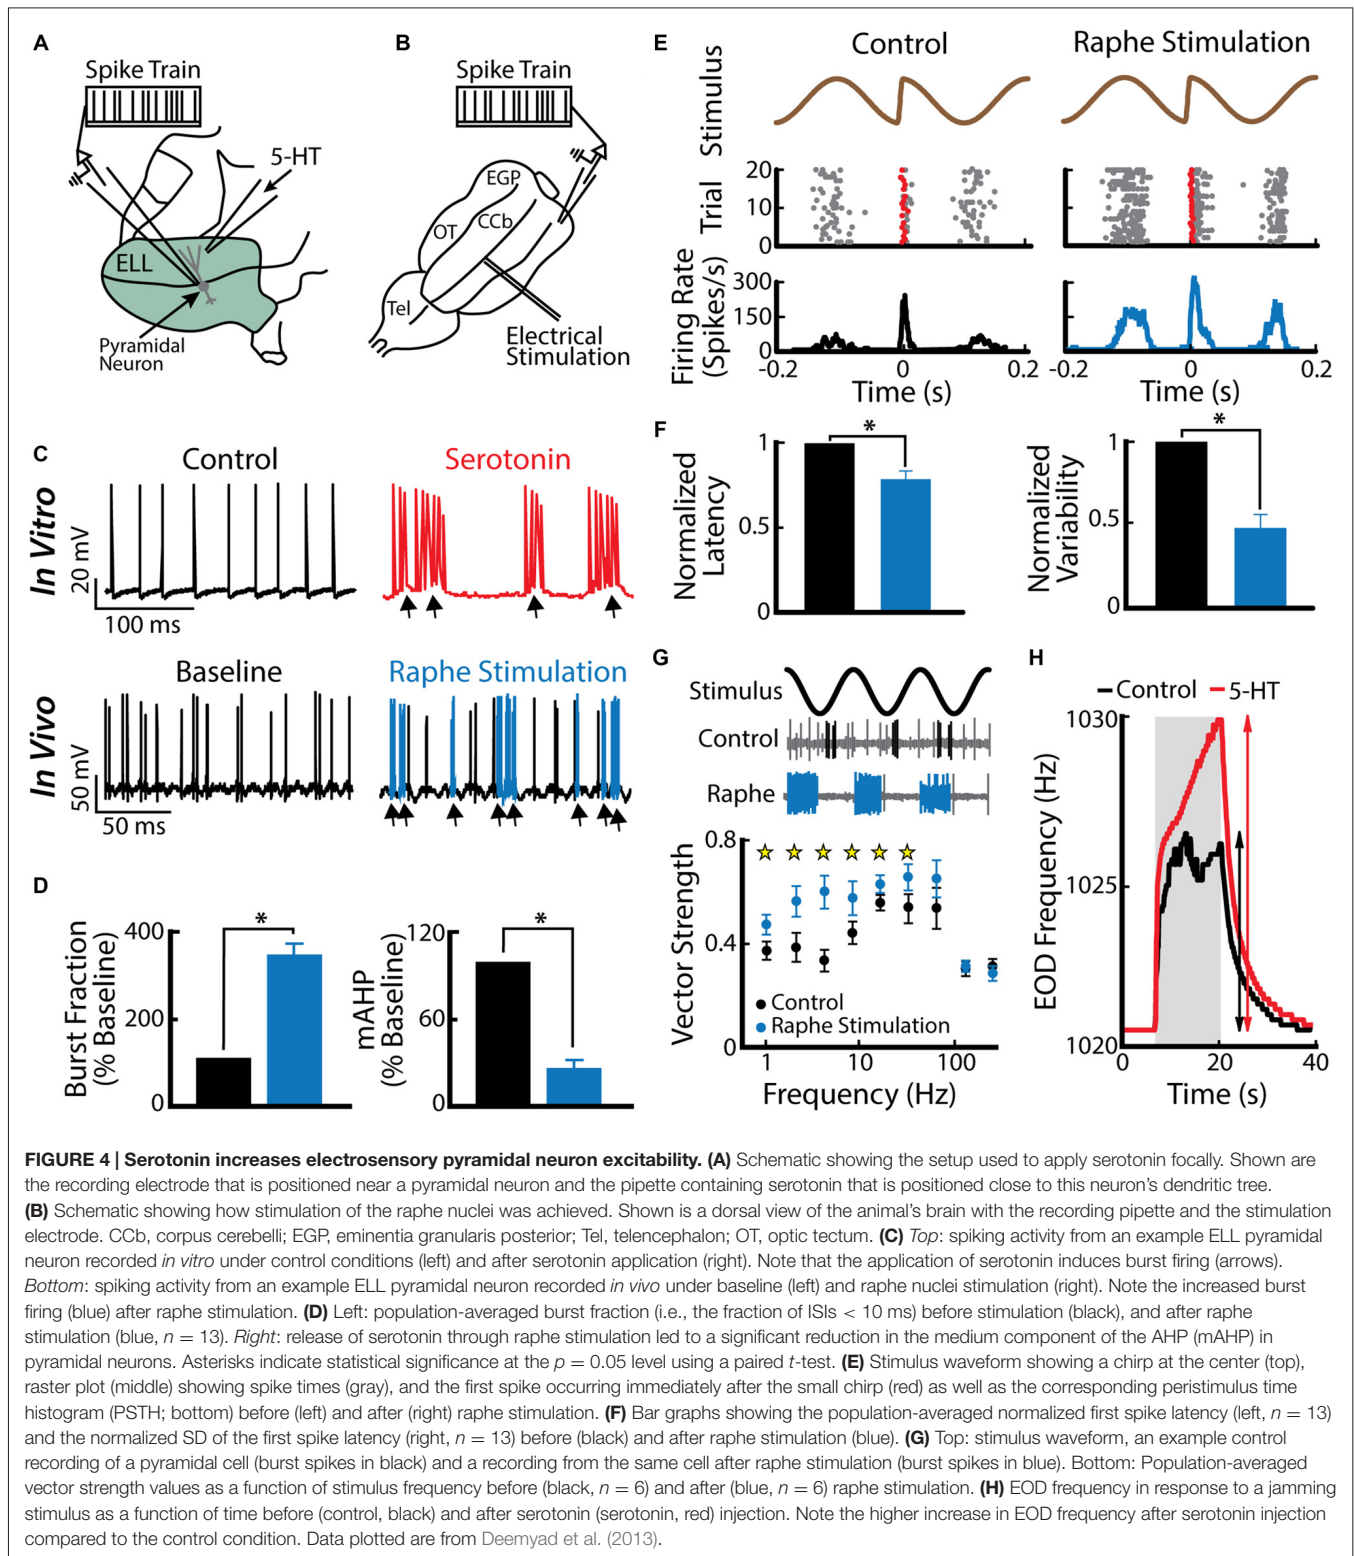 A
Spike Train
5-HT
ELL
Pyramidal
Neuron
B
Spike Train
EGP
CCb
OT
Tel
Electrical
Stimulation
C
Control
Serotonin
In Vitro
20 mV
100 ms
Baseline
Raphe Stimulation
In Vivo
50 mV
50 ms
D
Burst Fraction
(% Baseline)
400
200
0
*
mAHP
(% Baseline)
120
60
0
*
E
Control
Raphe Stimulation
Stimulus
Trial
20
10
0
Firing Rate
(Spikes/s)
300
150
0
-0.2
0
0.2
Time (s)
-0.2
0
0.2
Time (s)
F
Normalized
Latency
1
0.5
0
*
Normalized
Variability
1
0.5
0
*
G
Stimulus
Control
Raphe
Vector Strength
0.8
0.4
0
Control
Raphe Stimulation
1
10
100
Frequency (Hz)
H
Control
5-HT
EOD Frequency (Hz)
1030
1025
1020
0
20
40
Time (s)
FIGURE 4 | Serotonin increases electrosensory pyramidal neuron excitability. (A) Schematic showing the setup used to apply serotonin focally. Shown are
the recording electrode that is positioned near a pyramidal neuron and the pipette containing serotonin that is positioned close to this neuron's dendritic tree.
(B) Schematic showing how stimulation of the raphe nuclei was achieved. Shown is a dorsal view of the animal's brain with the recording pipette and the stimulation
electrode. CCb, corpus cerebelli; EGP, eminentia granularis posterior; Tel, telencephalon; OT, optic tectum. (C) Top: spiking activity from an example ELL pyramidal
neuron recorded in vitro under control conditions (left) and after serotonin application (right). Note that the application of serotonin induces burst firing (arrows).
Bottom: spiking activity from an example ELL pyramidal neuron recorded in vivo under baseline (left) and raphe nuclei stimulation (right). Note the increased burst
firing (blue) after raphe stimulation. (D) Left: population-averaged burst fraction (i.e., the fraction of ISIs < 10 ms) before stimulation (black), and after raphe
stimulation (blue, n = 13). Right: release of serotonin through raphe stimulation led to a significant reduction in the medium component of the AHP (mAHP) in
pyramidal neurons. Asterisks indicate statistical significance at the p = 0.05 level using a paired t-test. (E) Stimulus waveform showing a chirp at the center (top),
raster plot (middle) showing spike times (gray), and the first spike occurring immediately after the small chirp (red) as well as the corresponding peristimulus time
histogram (PSTH; bottom) before (left) and after (right) raphe stimulation. (F) Bar graphs showing the population-averaged normalized first spike latency (left, n = 13)
and the normalized SD of the first spike latency (right, n = 13) before (black) and after raphe stimulation (blue). (G) Top: stimulus waveform, an example control
recording of a pyramidal cell (burst spikes in black) and a recording from the same cell after raphe stimulation (burst spikes in blue). Bottom: Population-averaged
vector strength values as a function of stimulus frequency before (black, n = 6) and after (blue, n = 6) raphe stimulation. (H) EOD frequency in response to a jamming
stimulus as a function of time before (control, black) and after serotonin (serotonin, red) injection. Note the higher increase in EOD frequency after serotonin injection
compared to the control condition. Data plotted are from Deemyad et al. (2013).